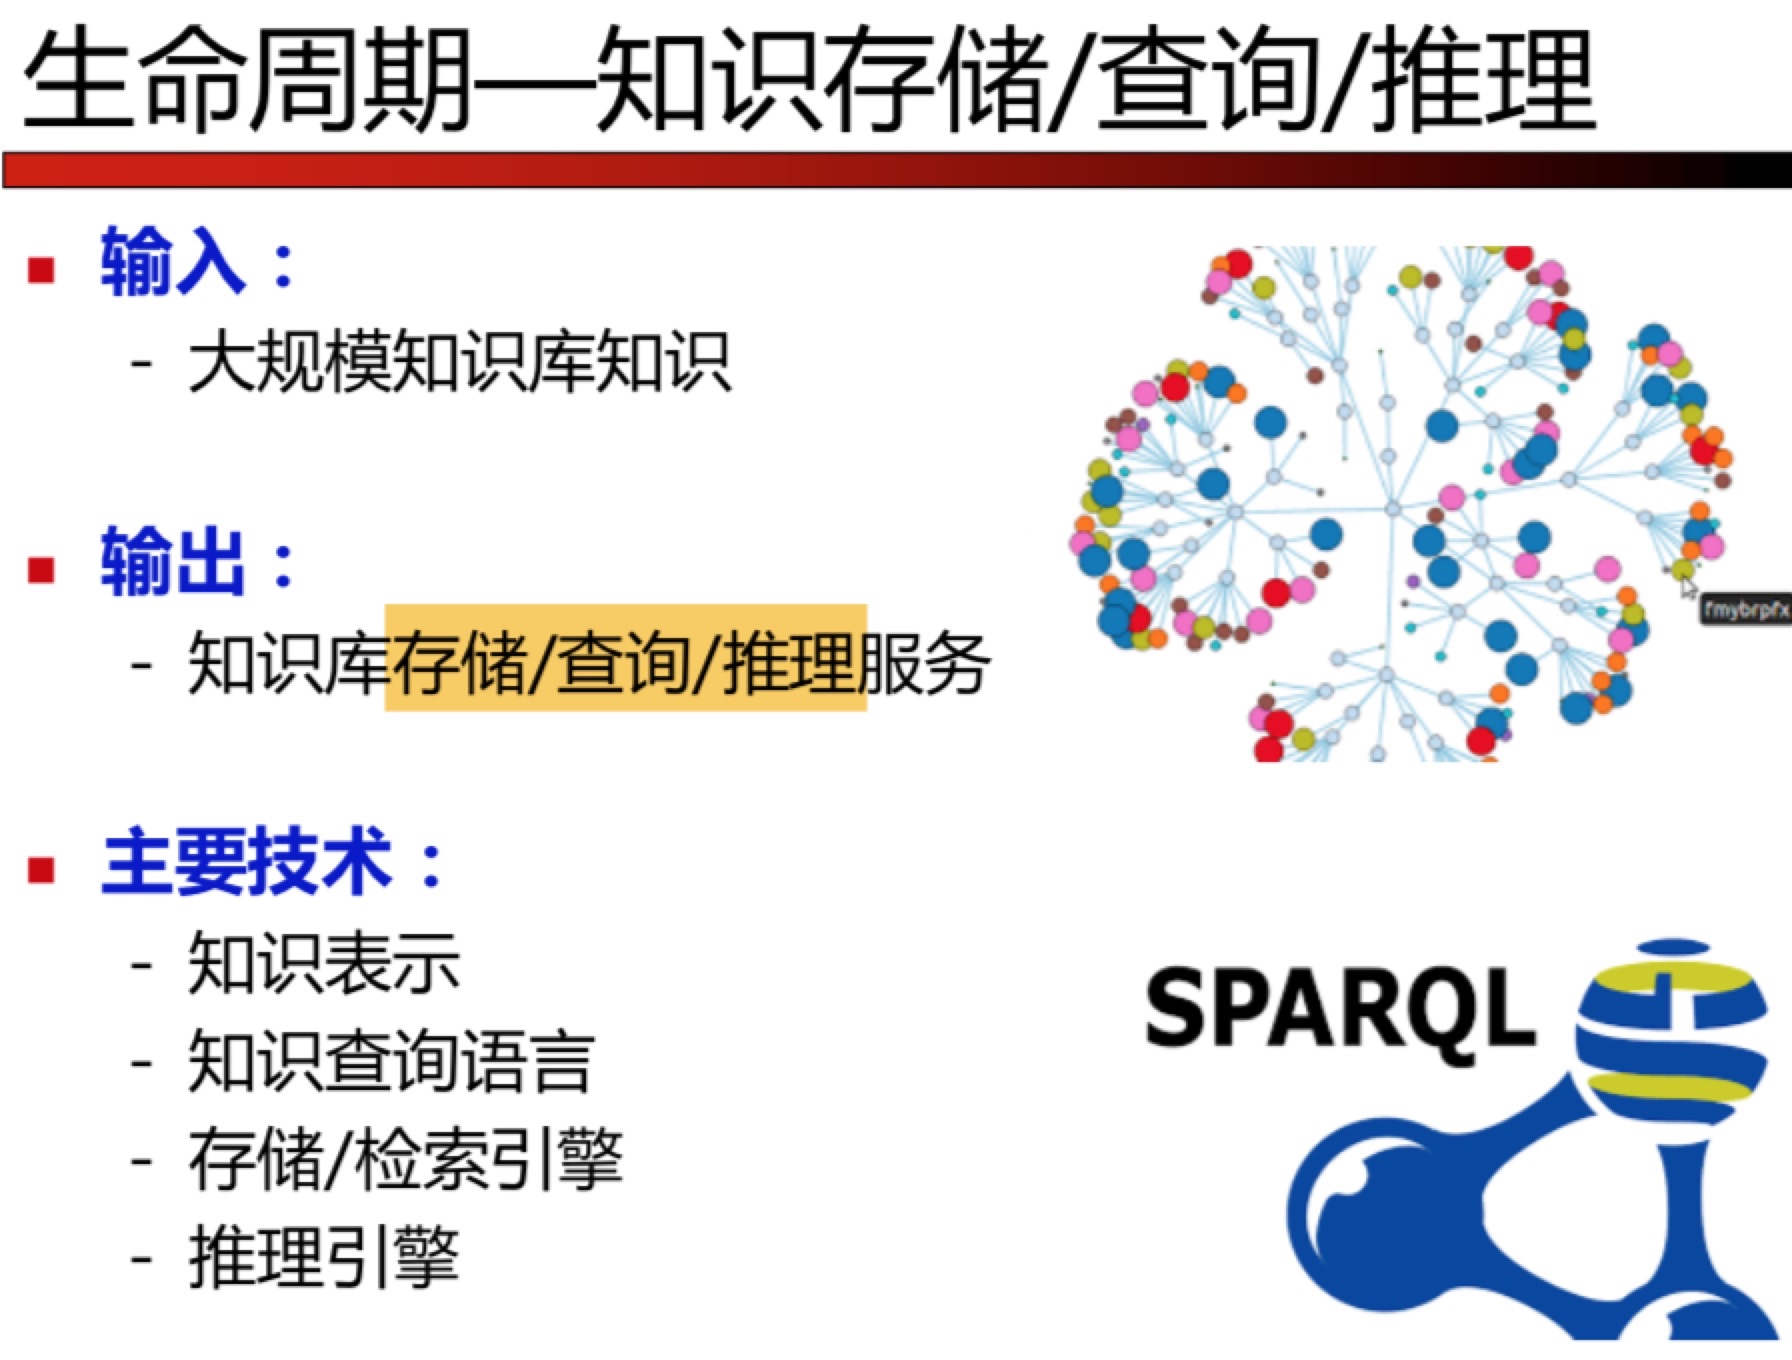 生命周期—知识存储/查询/推理
输入：
- 大规模知识库知识
输出：
- 知识库存储/查询/推理服务
主要技术：
- 知识表示
- 知识查询语言
- 存储/检索引擎
- 推理引擎
fmybrpfx
SPARQL